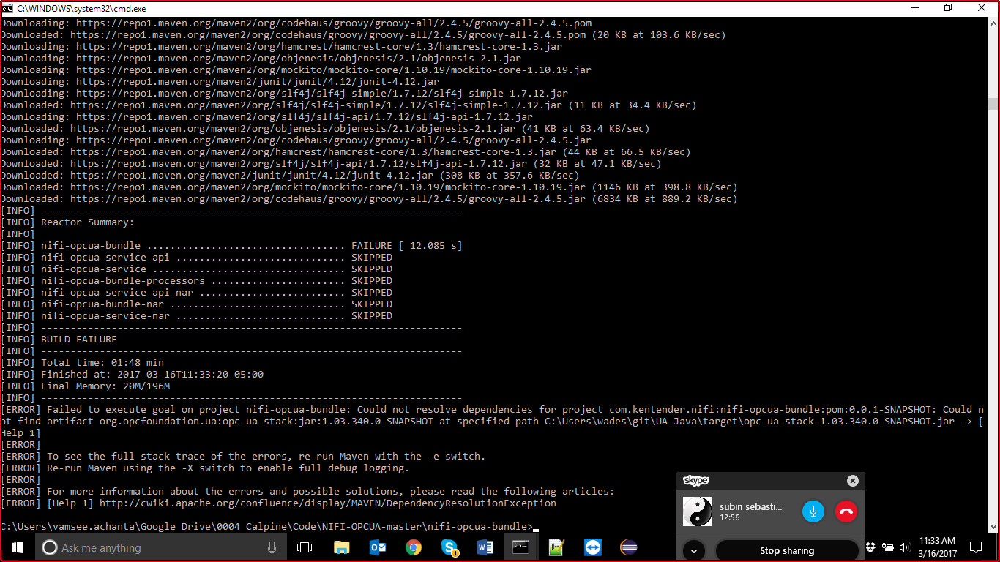 C:\WINDOWS\system32\cmd.exe
Downloading: https://repo1.maven.org/maven2/org/codehaus/groovy/groovy-all/2.4.5/groovy-all-2.4.5.pom
Downloaded: https://repo1.maven.org/maven2/org/codehaus/groovy/groovy-all/2.4.5/groovy-all-2.4.5.pom (20 KB at 103.6 KB/sec)
Downloading: https://repo1.maven.org/maven2/org/hamcrest/hamcrest-core/1.3/hamcrest-core-1.3.jar
Downloading: https://repo1.maven.org/maven2/org/objenesis/objenesis/2.1/objenesis-2.1.jar
Downloading: https://repo1.maven.org/maven2/org/mockito/mockito-core/1.10.19/mockito-core-1.10.19.jar
Downloading: https://repo1.maven.org/maven2/junit/junit/4.12/junit-4.12.jar
Downloading: https://repo1.maven.org/maven2/org/slf4j/slf4j-simple/1.7.12/slf4j-simple-1.7.12.jar
Downloaded: https://repo1.maven.org/maven2/org/slf4j/slf4j-simple/1.7.12/slf4j-simple-1.7.12.jar (11 KB at 34.4 KB/sec)
Downloading: https://repo1.maven.org/maven2/org/slf4j/slf4j-api/1.7.12/slf4j-api-1.7.12.jar
Downloaded: https://repo1.maven.org/maven2/org/objenesis/objenesis/2.1/objenesis-2.1.jar (41 KB at 63.4 KB/sec)
Downloading: https://repo1.maven.org/maven2/org/codehaus/groovy/groovy-all/2.4.5/groovy-all-2.4.5.jar
Downloaded: https://repo1.maven.org/maven2/org/hamcrest/hamcrest-core/1.3/hamcrest-core-1.3.jar (44 KB at 66.5 KB/sec)
Downloaded: https://repo1.maven.org/maven2/org/slf4j/slf4j-api/1.7.12/slf4j-api-1.7.12.jar (32 KB at 47.1 KB/sec)
Downloaded: https://repo1.maven.org/maven2/junit/junit/4.12/junit-4.12.jar (308 KB at 357.6 KB/sec)
Downloaded: https://repo1.maven.org/maven2/org/mockito/mockito-core/1.10.19/mockito-core-1.10.19.jar (1146 KB at 398.8 KB/sec)
Downloaded: https://repo1.maven.org/maven2/org/codehaus/groovy/groovy-all/2.4.5/groovy-all-2.4.5.jar (6834 KB at 889.2 KB/sec)
[INFO] ------------------------------------------------------------------------
[INFO] Reactor Summary:
[INFO]
[INFO] nifi-opcua-bundle .................................. FAILURE [ 12.085 s]
[INFO] nifi-opcua-service-api ............................. SKIPPED
[INFO] nifi-opcua-service ................................. SKIPPED
[INFO] nifi-opcua-bundle-processors ....................... SKIPPED
[INFO] nifi-opcua-service-api-nar ......................... SKIPPED
[INFO] nifi-opcua-bundle-nar .............................. SKIPPED
[INFO] nifi-opcua-service-nar ............................. SKIPPED
[INFO] ------------------------------------------------------------------------
[INFO] BUILD FAILURE
[INFO] ------------------------------------------------------------------------
[INFO] Total time: 01:48 min
[INFO] Finished at: 2017-03-16T11:33:20-05:00
[INFO] Final Memory: 20M/196M
[INFO] ------------------------------------------------------------------------
[ERROR] Failed to execute goal on project nifi-opcua-bundle: Could not resolve dependencies for project com.kentender.nifi:nifi-opcua-bundle:pom:0.0.1-SNAPSHOT: Could n
ot find artifact org.opcfoundation.ua:opc-ua-stack:jar:1.03.340.0-SNAPSHOT at specified path C:\Users\wades\git\UA-Java\target\opc-ua-stack-1.03.340.0-SNAPSHOT.jar -> [
Help 1]
[ERROR]
[ERROR] To see the full stack trace of the errors, re-run Maven with the -e switch.
[ERROR] Re-run Maven using the -X switch to enable full debug logging.
[ERROR]
[ERROR] For more information about the errors and possible solutions, please read the following articles:
[ERROR] [Help 1] http://cwiki.apache.org/confluence/display/MAVEN/DependencyResolutionException
C:\Users\vamsee.achanta\Google Drive\0004 Calpine\Code\NIFI-OPCUA-master\nifi-opcua-bundle>
skype
subin sebasti...
12:56
Stop sharing
Ask me anything
1
11:33 AM
3/16/2017